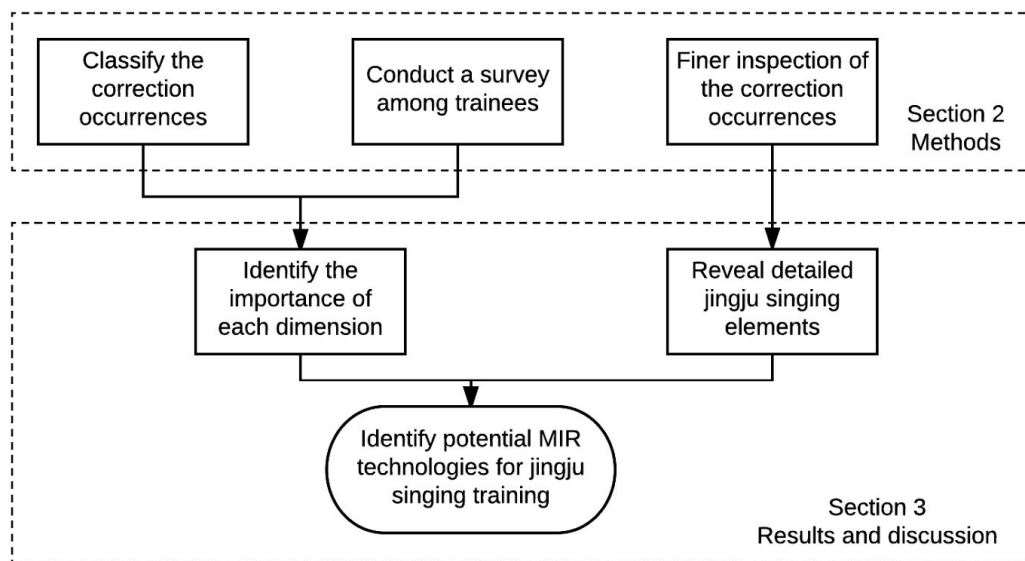 Classify the
correction
occurrences
Conduct a survey
among trainees
Finer inspection of
the correction
occurrences
Section 2
Methods
Identify the
importance of
each dimension
Reveal detailed
jingju singing
elements
Identify potential MIR
technologies for jingju
singing training
Section 3
Results and discussion